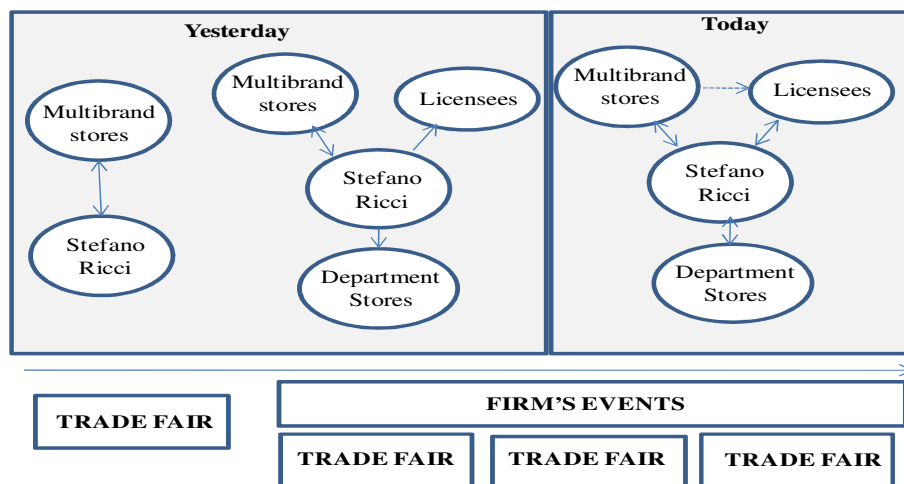 Yesterday
Multibrand
stores
Stefano
Ricci
Multibrand
stores
Licensees
Stefano
Ricci
Department
Stores
Today
Multibrand
stores
Licensees
Stefano
Ricci
Department
Stores
TRADE FAIR
FIRM'S EVENTS
TRADE FAIR
TRADE FAIR
TRADE FAIR